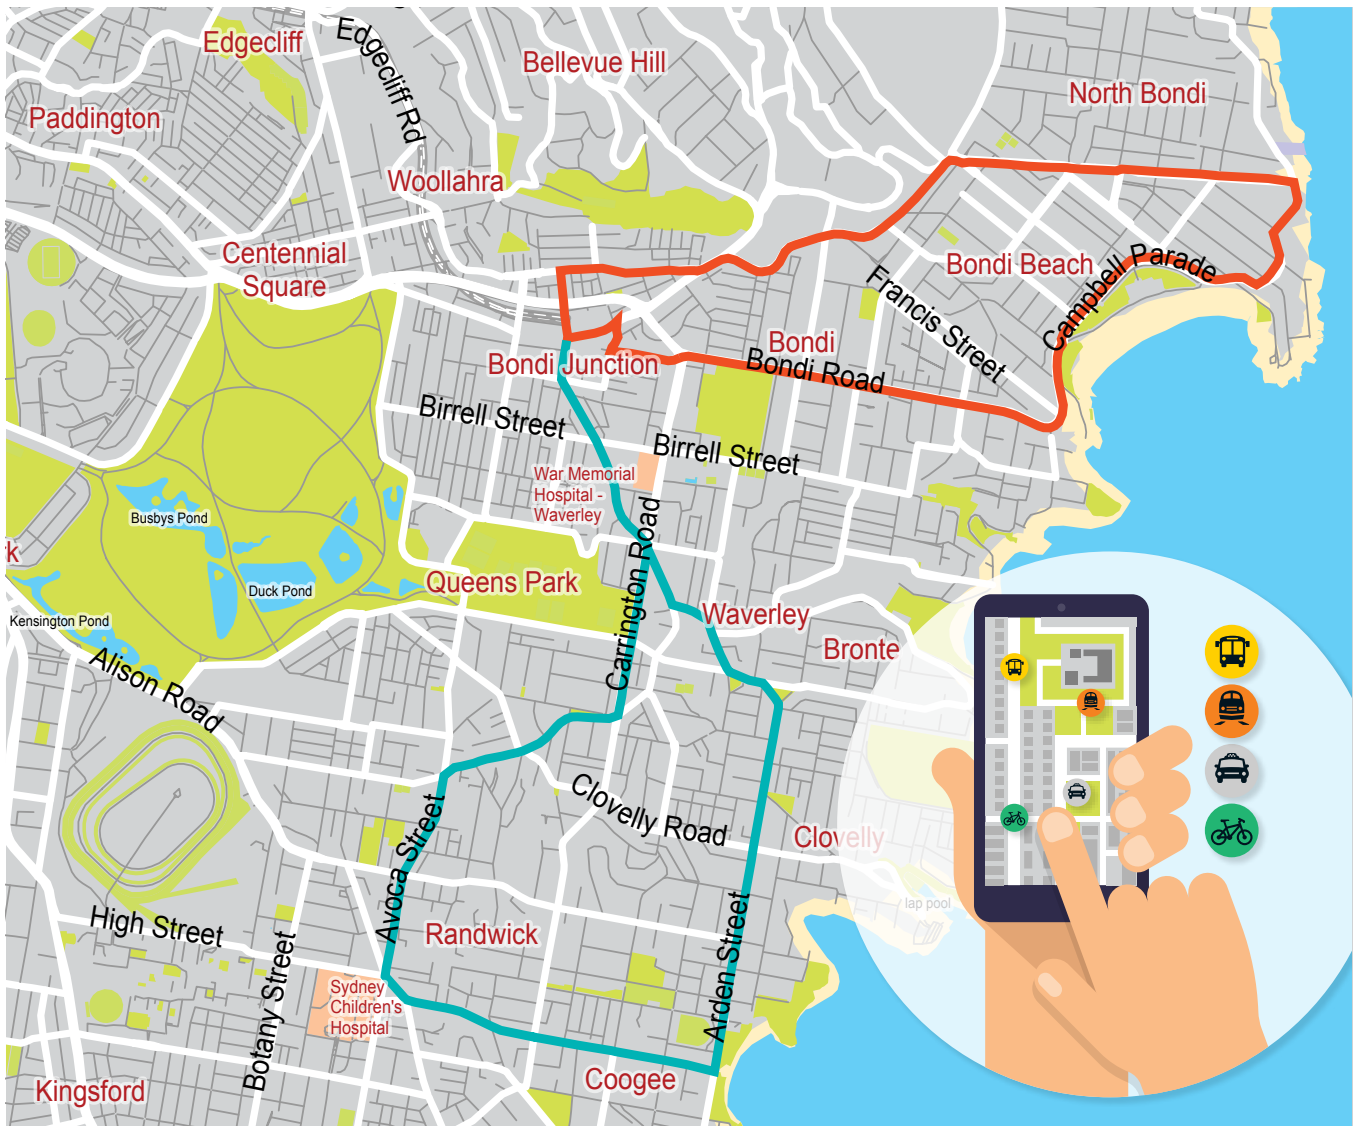 Edgecliff
Edgecliff Rd
Bellevue Hill
North Bondi
Paddington
Woollahra
Centennial
Square
Bondi Beach
Campbell Parade
Francis Street
Bondi
Bondi Road
Bondi Junction
Birrell Street
Birrell Street
War Memorial
Hospital -
Waverley
Busbys Pond
k
Duck Pond
Queens Park
Carrington Road
Kensington Pond
Waverley
Bronte
Alison Road
Clovelly Road
Clovelly
Avoca Street
lap pool
High Street
Randwick
Arden Street
Botany Street
Sydney
Children's
Hospital
Coogee
Kingsford